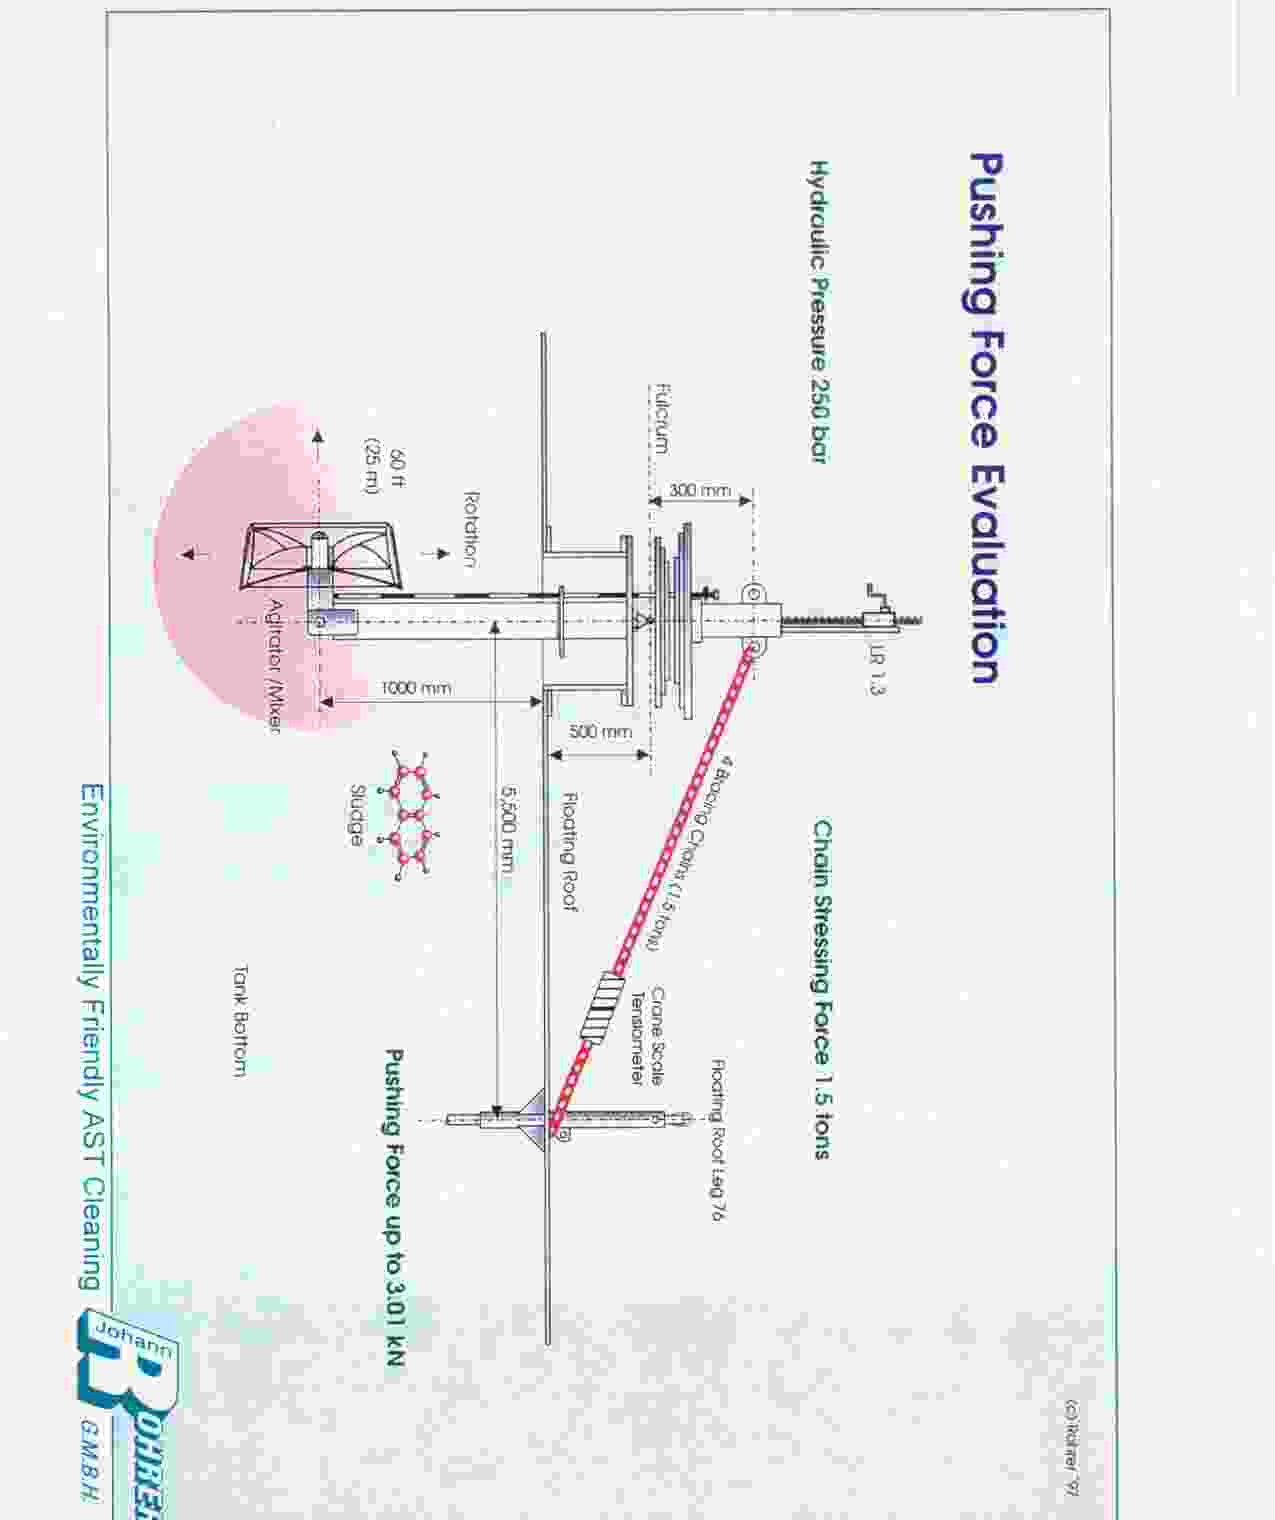 (c) Rohrer '97
Pushing Force Evaluation
Hydraulic Pressure 250 bar
Chain Stressing Force 1.5 tons
LR 1.3
Floating Roof Leg 76
300 mm
Fulcrum
4 Bracing Chains (1.5 tons)
Crane Scale
Tensiometer
500 mm
Floating Roof
5,500 mm
Rotation
1000 mm
60 ft
(25 m)
Sludge
Pushing Force up to 3.01 kN
Agitator /Mixer
Tank Bottom
Environmentally Friendly AST Cleaning
Johann
ROHRER
G.M.B.H.